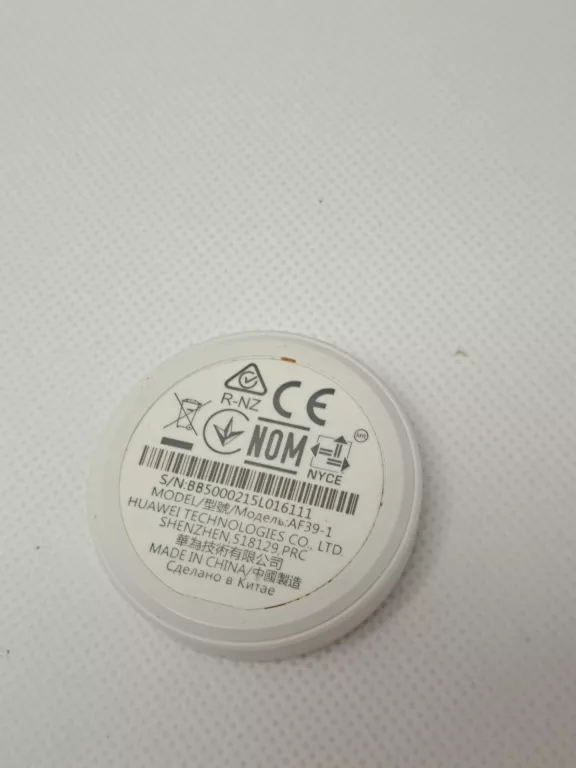 R-NZ
CE
NOM
NYCE
S/N:BB5000215L016111
MODEL/型號/Модель:AF39-1
HUAWEI TECHNOLOGIES CO., LTD
SHENZHEN,518129,PRC
華為技術有限公司
MADE IN CHINA/中國製造
Сделано в Китае